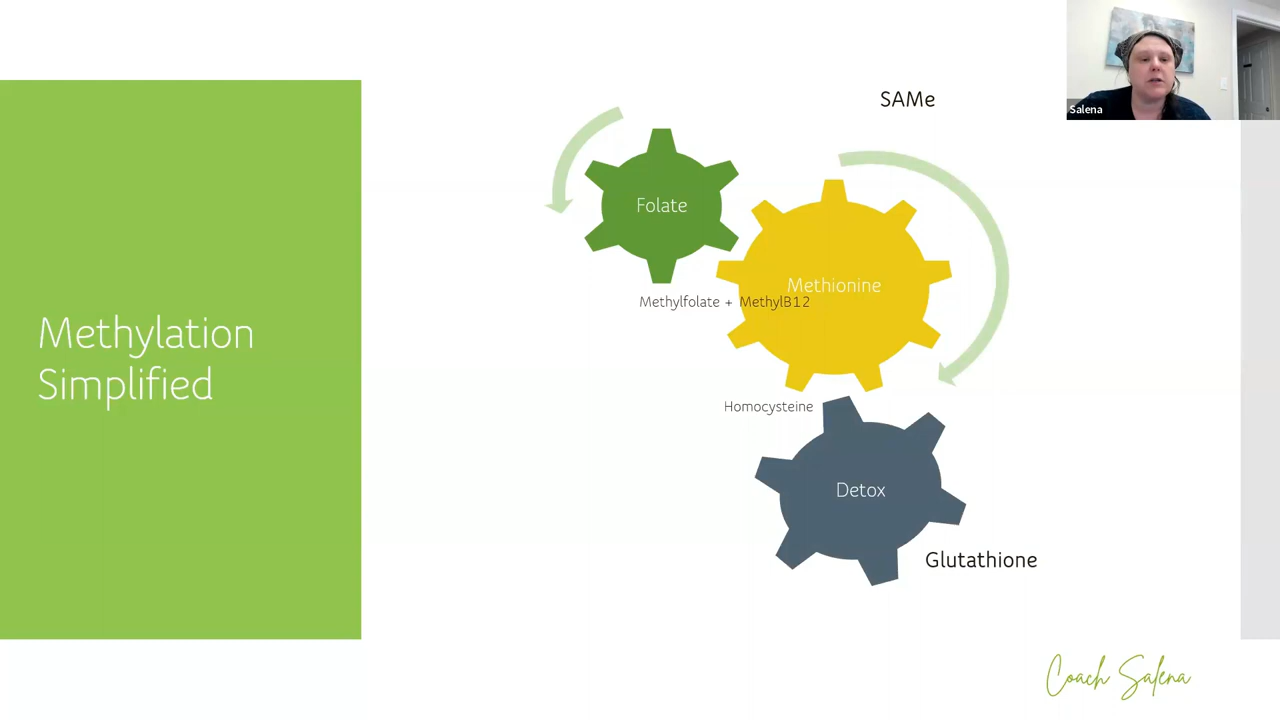 Methylation
Simplified
SAMe
Salena
Folate
Methionine
Methylfolate + MethylB12
Homocysteine
Detox
Glutathione
Coach Salena